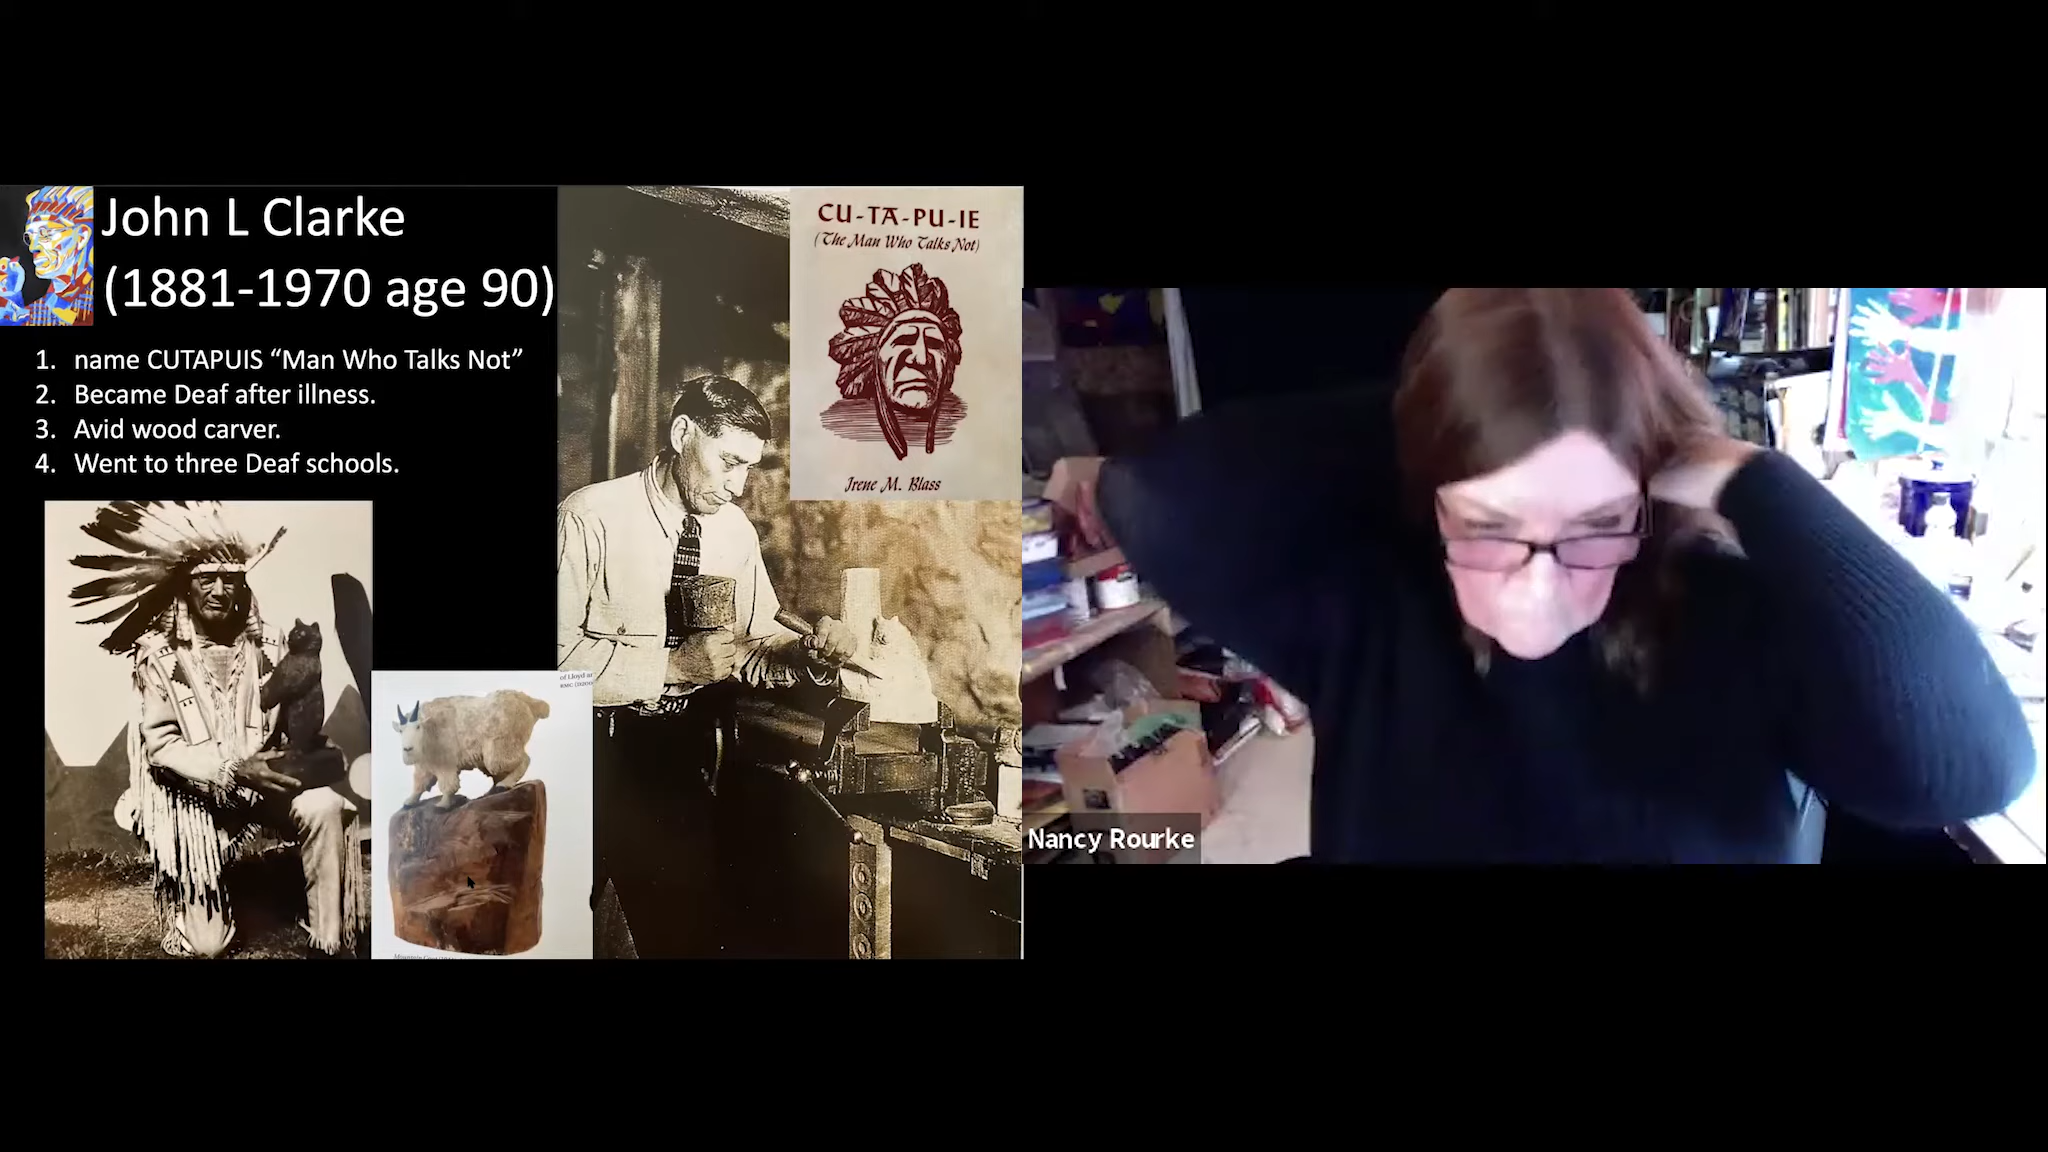 John L Clarke
(1881-1970 age 90)
1. name CUTAPUIS “Man Who Talks Not”
2. Became Deaf after illness.
3. Avid wood carver.
4. Went to three Deaf schools.
CU-TA-PU-IE
(The Man Who Talks Not)
Irene M. Blass
of Lloyd
Nancy Rourke